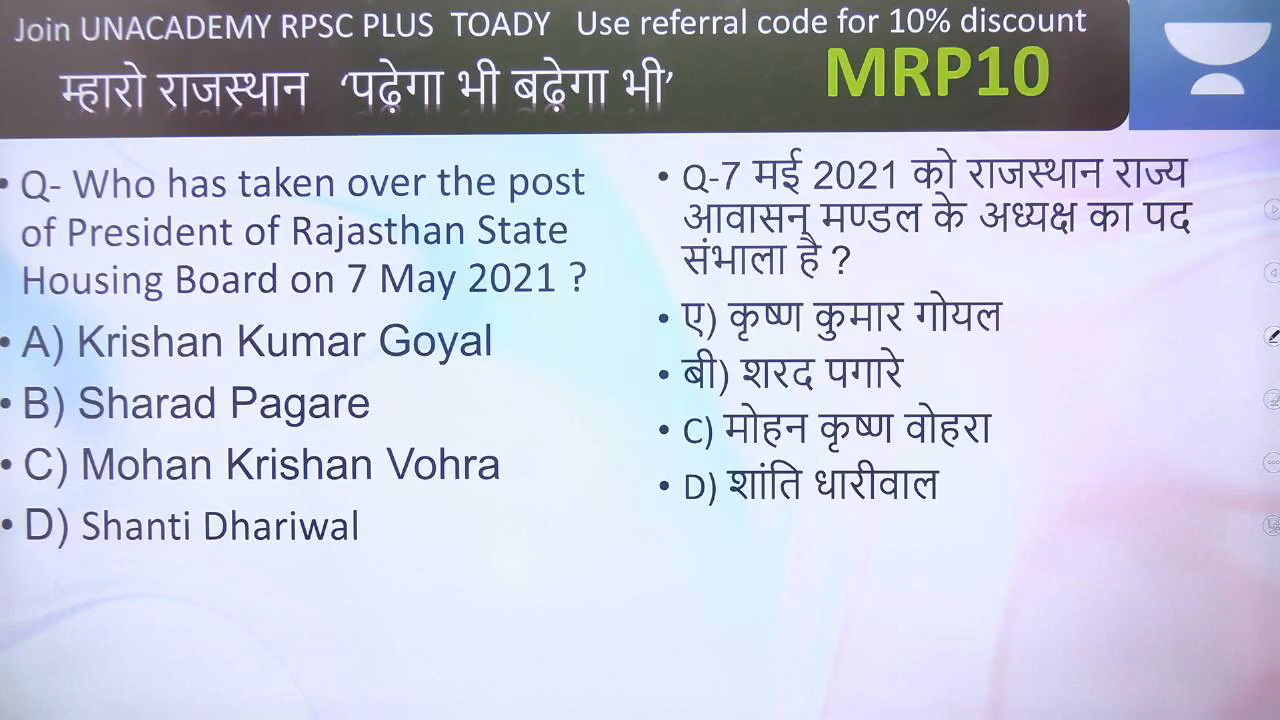 Join UNACADEMY RPSC PLUS TOADY Use referral code for 10% discount
म्हारो राजस्थान ‘पढ़ेगा भी बढ़ेगा भी’ MRP10
• Q- Who has taken over the post
of President of Rajasthan State
Housing Board on 7 May 2021 ?
• A) Krishan Kumar Goyal
• B) Sharad Pagare
• C) Mohan Krishan Vohra
• D) Shanti Dhariwal
• Q-7 मई 2021 को राजस्थान राज्य
आवासन् मण्डल के अध्यक्ष का पद
संभाला है ?
• ए) कृष्ण कुमार गोयल
• बी) शरद पगारे
• C) मोहन कृष्ण वोहरा
• D) शांति धारीवाल